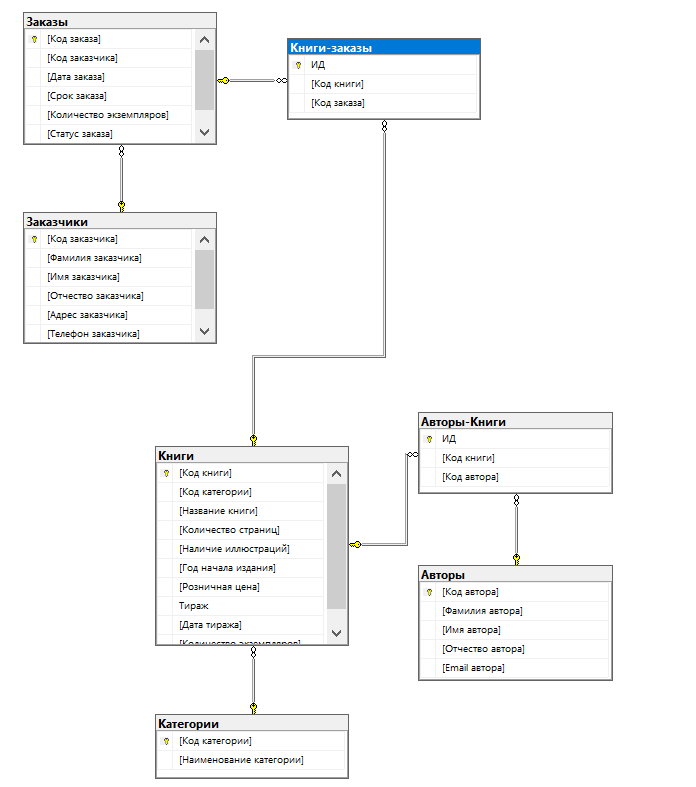 Заказы
[Код заказа]
[Код заказчика]
[Дата заказа]
[Срок заказа]
[Количество экземпляров]
[Статус заказа]
Книги-заказы
ИД
[Код книги]
[Код заказа]
Заказчики
[Код заказчика]
[Фамилия заказчика]
[Имя заказчика]
[Отчество заказчика]
[Адрес заказчика]
[Телефон заказчика]
Книги
[Код книги]
[Код категории]
[Название книги]
[Количество страниц]
[Наличие иллюстраций]
[Год начала издания]
[Розничная цена]
Тираж
[Дата тиража]
[Количество экземпляров]
Авторы-Книги
ИД
[Код книги]
[Код автора]
Авторы
[Код автора]
[Фамилия автора]
[Имя автора]
[Отчество автора]
[Email автора]
Категории
[Код категории]
[Наименование категории]